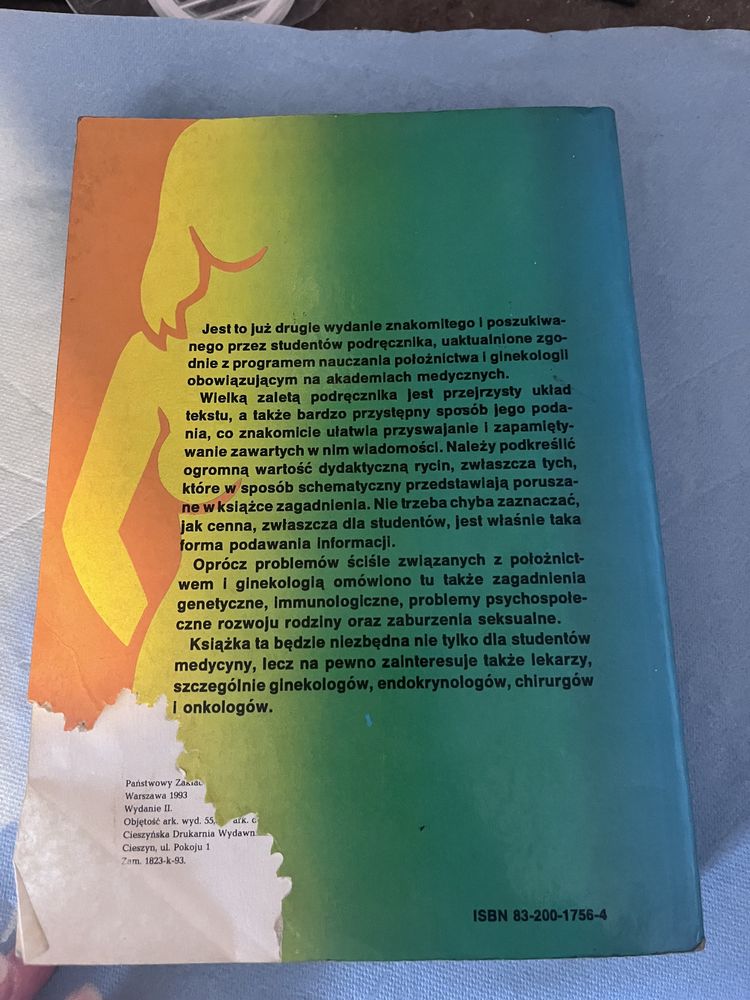 Jest to już drugie wydanie znakomitego i poszukiwa-
nego przez studentów podręcznika, uaktualnione zgo-
dnie z programem nauczania położnictwa i ginekologii
obowiązującym na akademiach medycznych.
Wielką zaletą podręcznika jest przejrzysty układ
tekstu, a także bardzo przystępny sposób jego poda-
nia, co znakomicie ułatwia przyswajanie i zapamięty-
wanie zawartych w nim wiadomości. Należy podkreślić
ogromną wartość dydaktyczną rycin, zwłaszcza tych,
które w sposób schematyczny przedstawiają porusza-
ne w książce zagadnienia. Nie trzeba chyba zaznaczać,
jak cenna, zwłaszcza dla studentów, jest właśnie taka
forma podawania informacji.
Oprócz problemów ściśle związanych z położnict-
wem i ginekologią omówiono tu także zagadnienia
genetyczne, immunologiczne, problemy psychospołe-
czne rozwoju rodziny oraz zaburzenia seksualne.
Książka ta będzie niezbędna nie tylko dla studentów
medycyny, lecz na pewno zainteresuje także lekarzy,
szczególnie ginekologów, endokrynologów, chirurgów
i onkologów.
Państwowy
Warszawa 1993
Wydanie II.
Objętość ark. wyd. 55, ark.
Cieszyńska Drukarnia Wydawn
Cieszyn, ul. Pokoju 1
Zam. 1823-k-93.
ISBN 83-200-1756-4